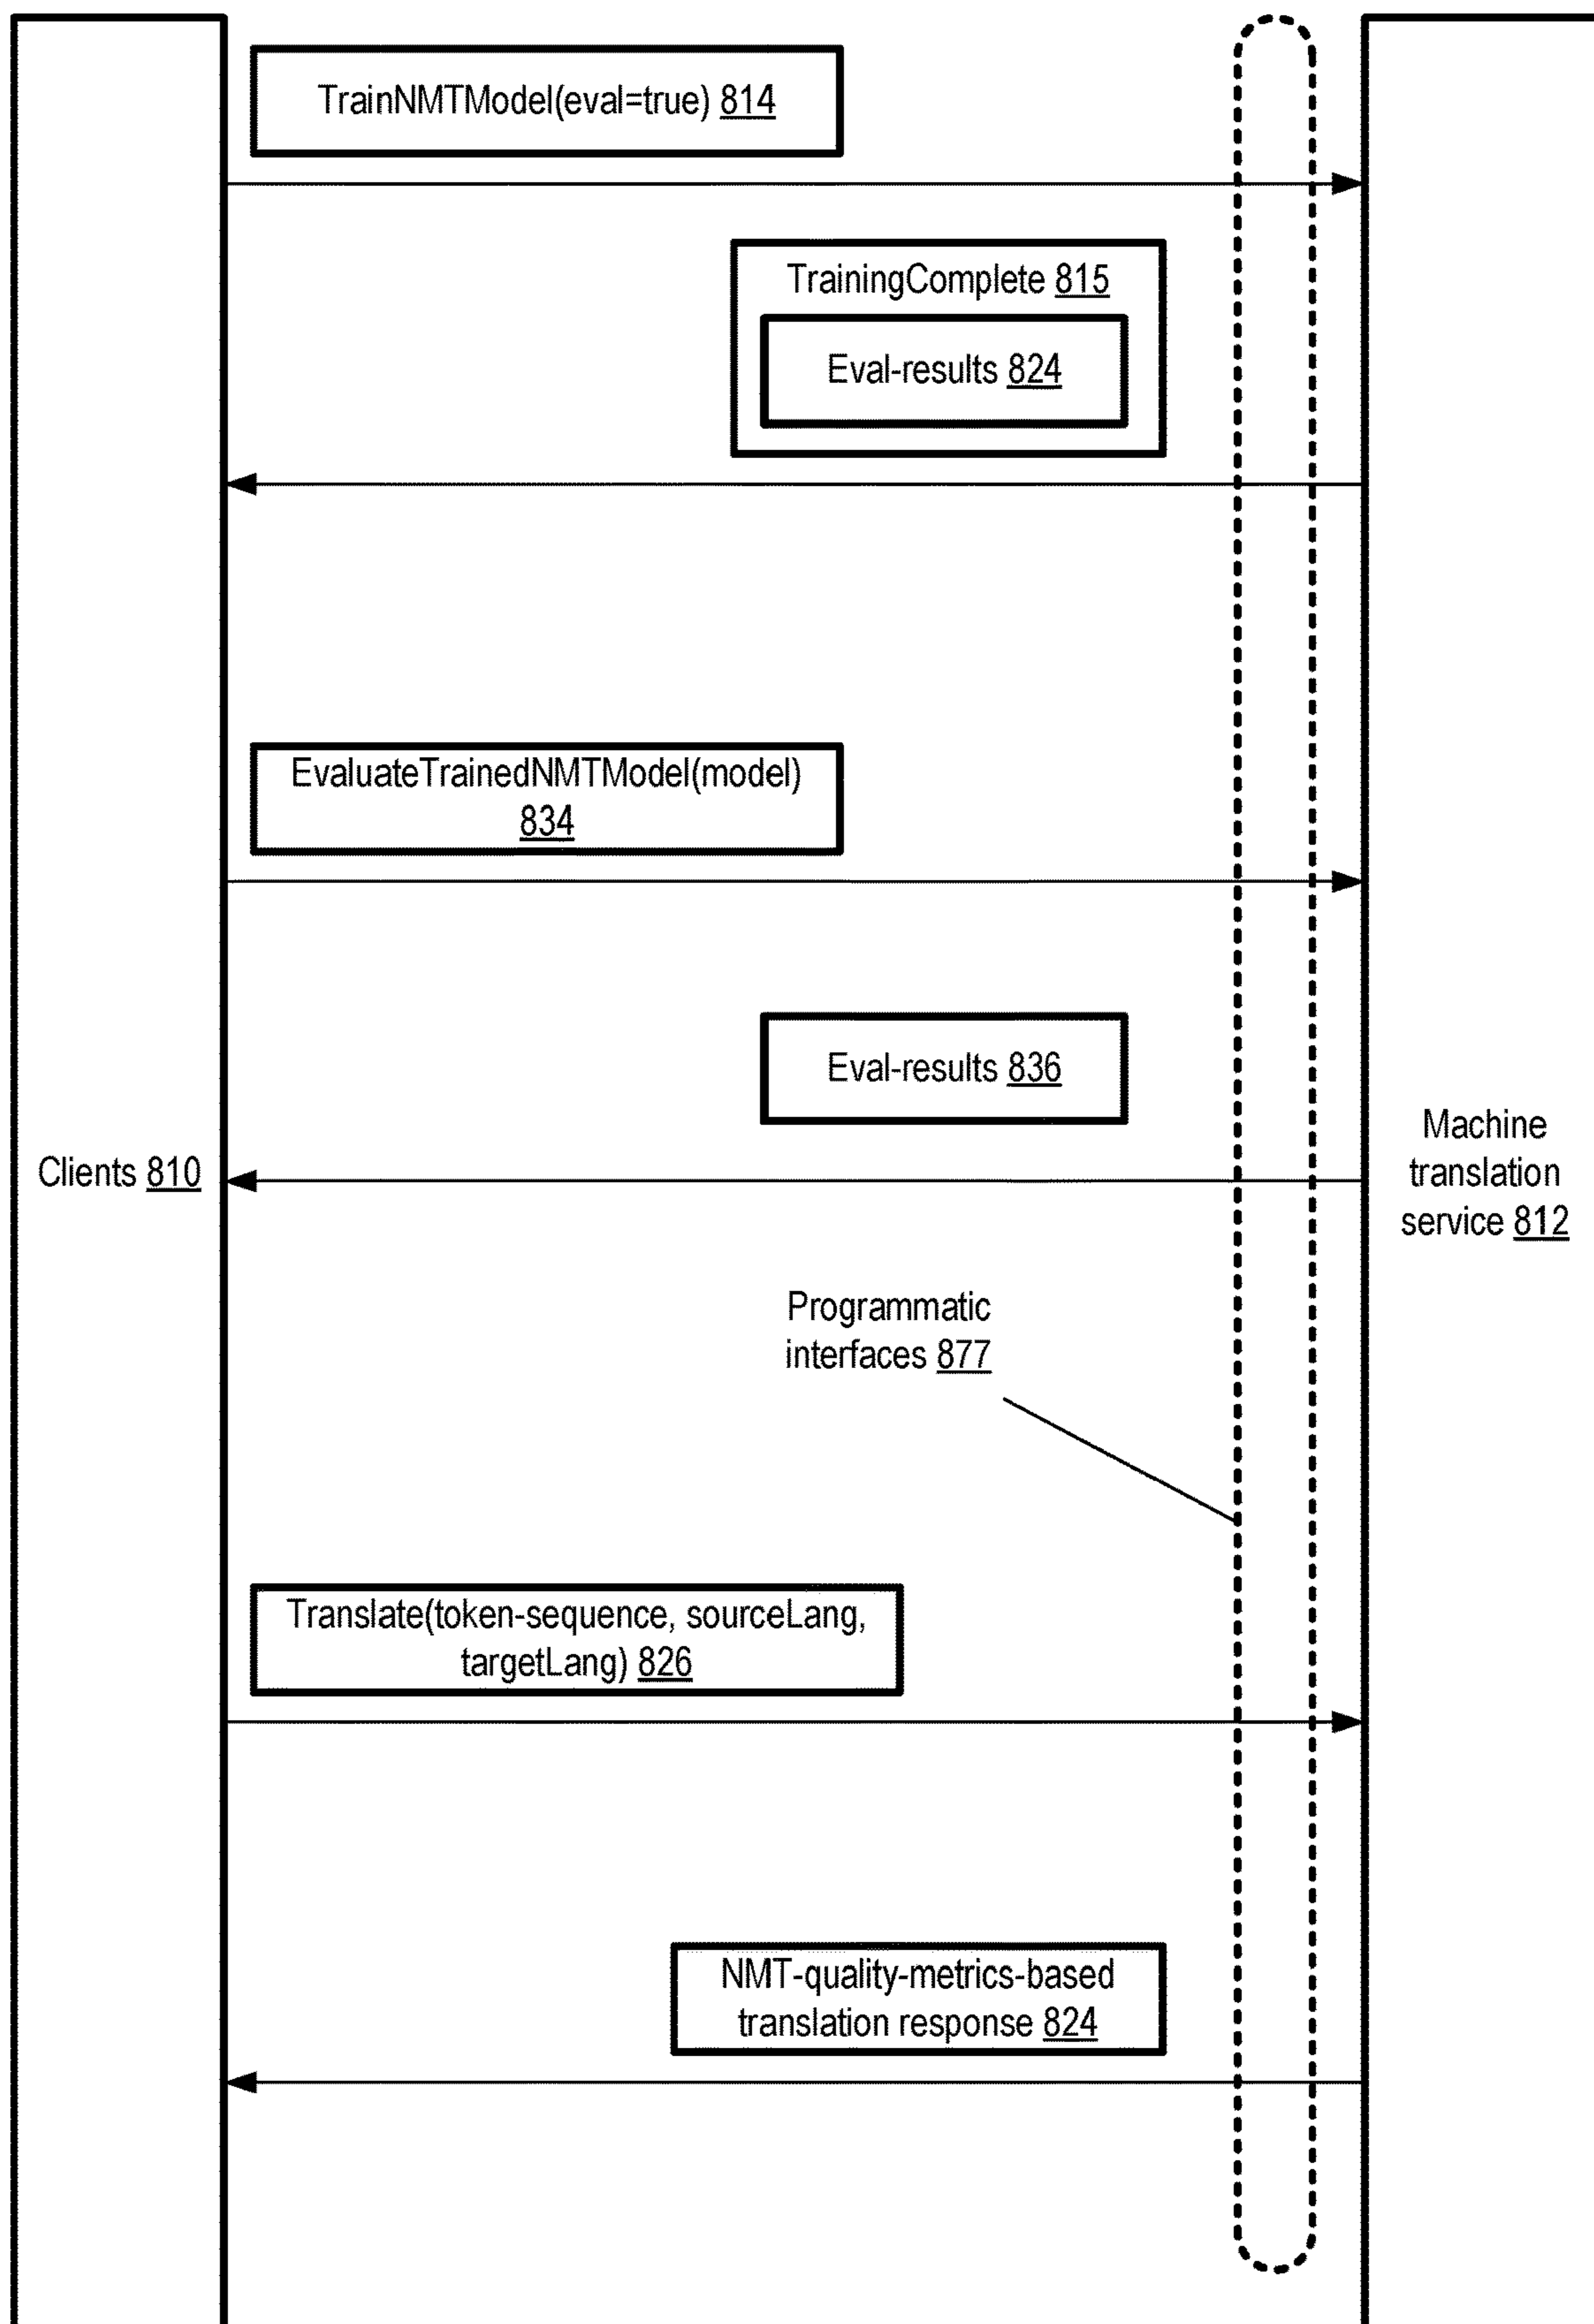 TrainNMTModel(eval=true) 814
TrainingComplete 815
Eval-results 824
EvaluateTrainedNMTModel(model)
834
Eval-results 836
Clients 810
Machine
translation
service 812
Programmatic
interfaces 877
Translate(token-sequence, sourceLang,
targetLang) 826
NMT-quality-metrics-based
translation response 824